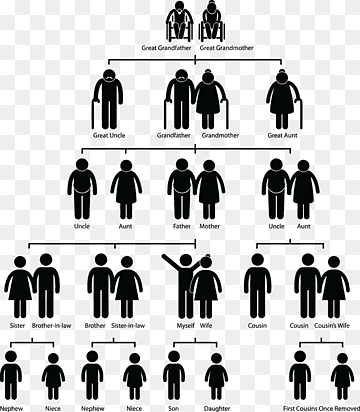 Great Grandfather Great Grandmother
Great Uncle Grandfather Grandmother Great Aunt
Uncle Aunt Father Mother Uncle Aunt
Sister Brother-in-law Brother Sister-in-law Myself Wife Cousin Cousin Cousin's Wife
Nephew Niece Nephew Niece Son Daughter First Cousins Once Removed